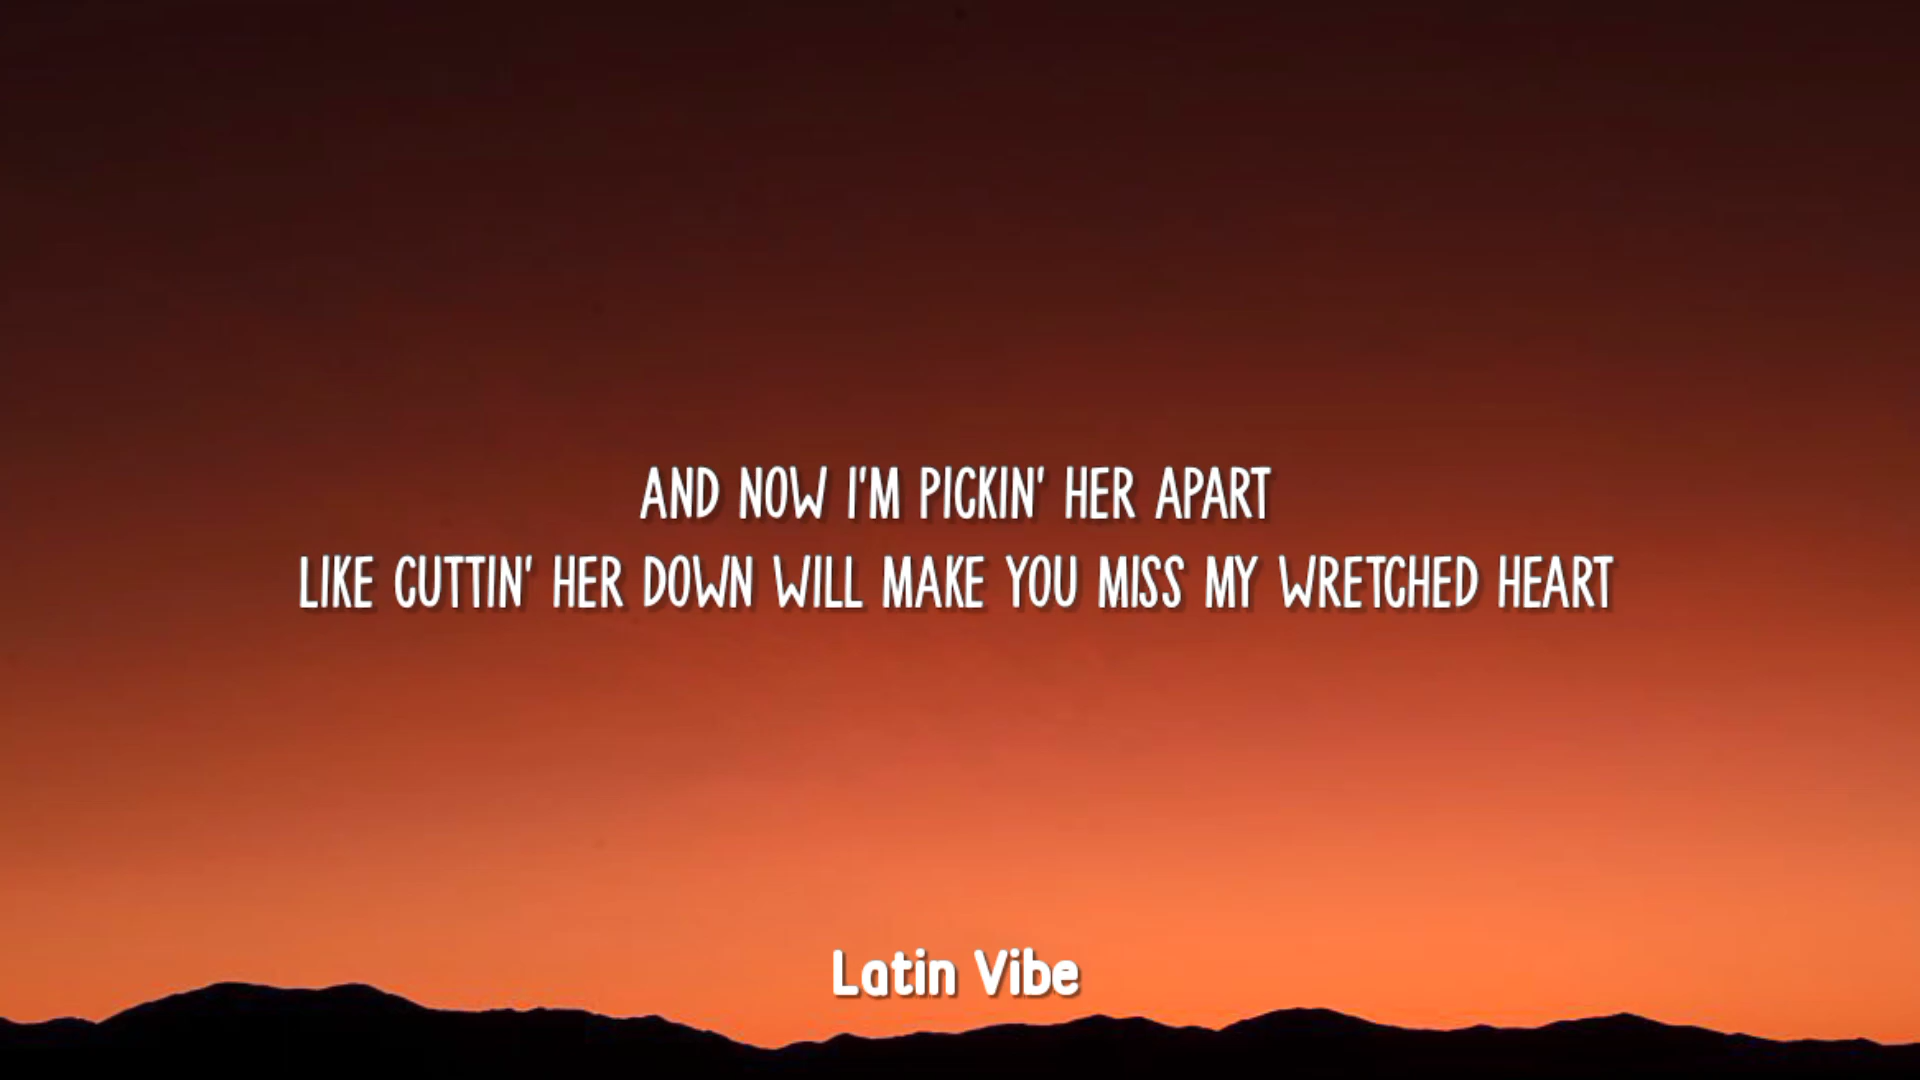 AND NOW I'M PICKIN' HER APART
LIKE CUTTIN' HER DOWN WILL MAKE YOU MISS MY WRETCHED HEART
Latin Vibe